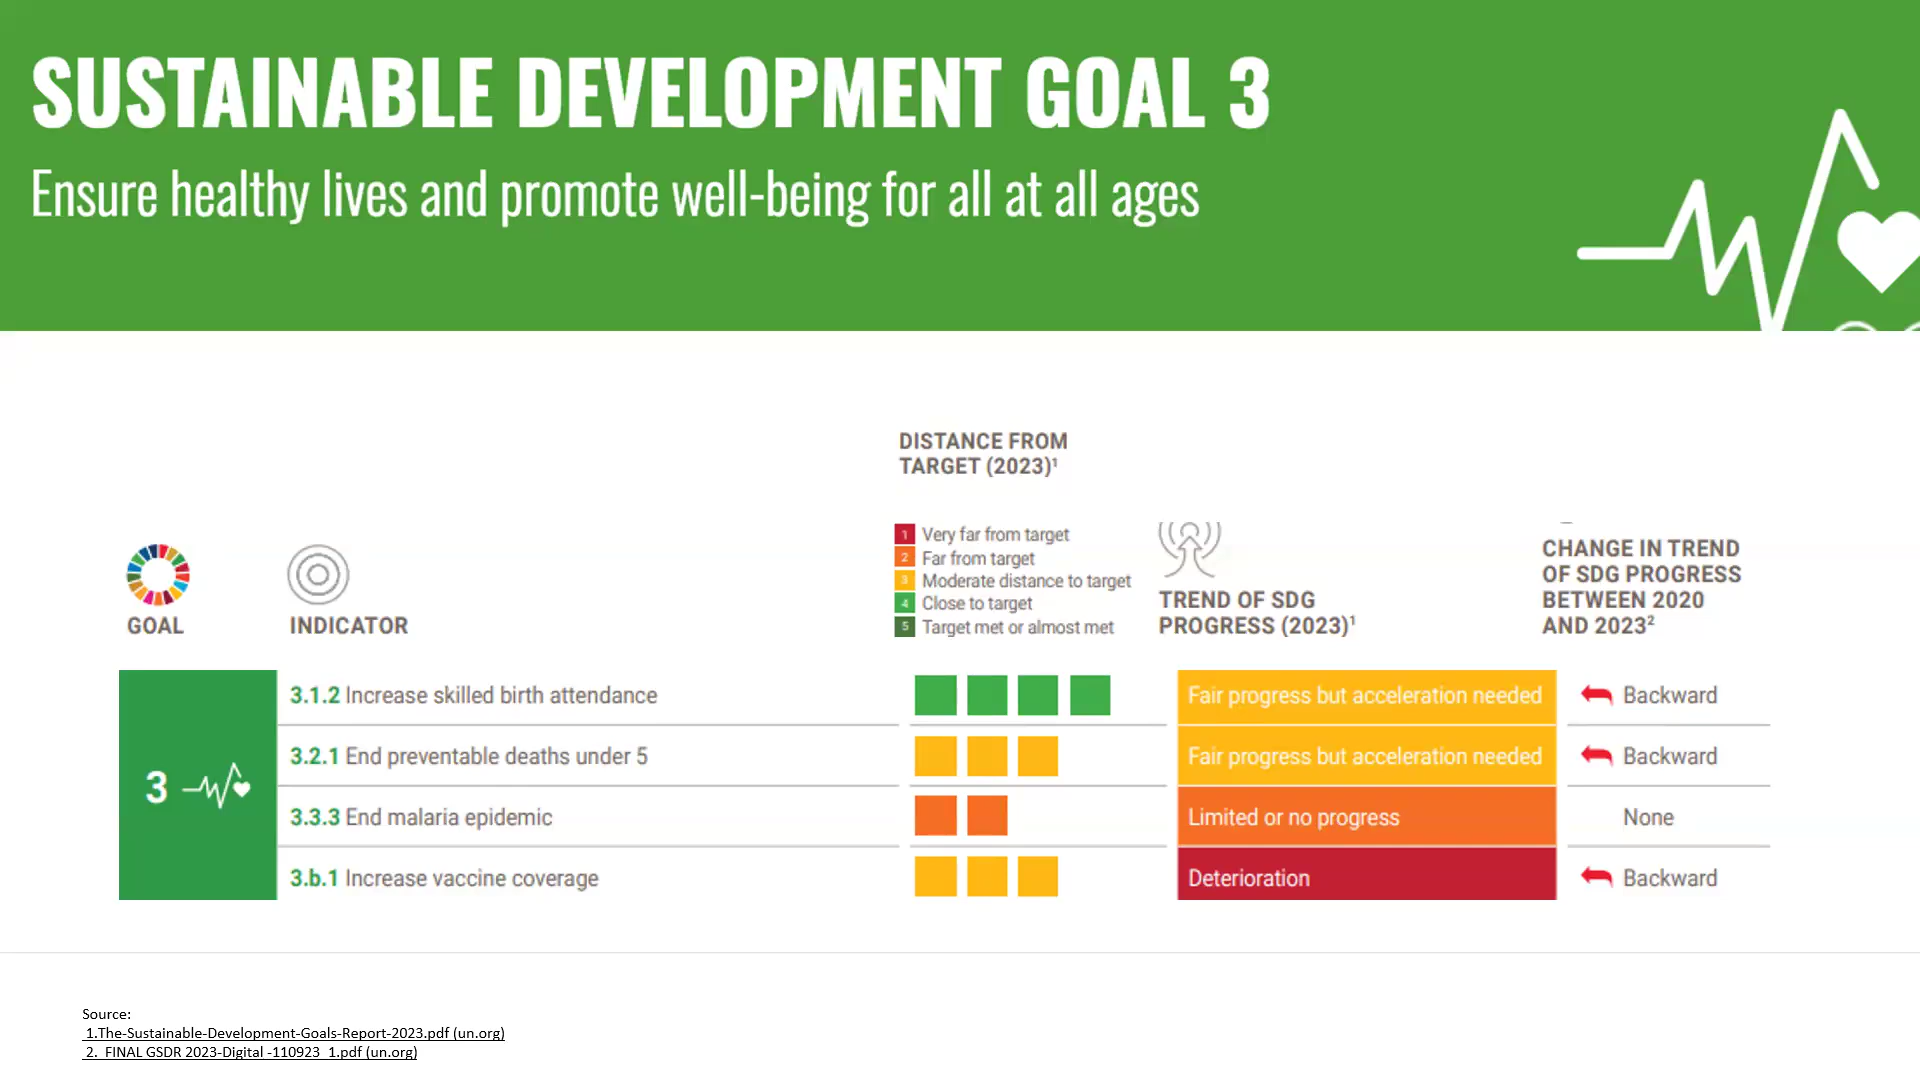 SUSTAINABLE DEVELOPMENT GOAL 3
Ensure healthy lives and promote well-being for all at all ages
DISTANCE FROM
TARGET (2023)¹
1 Very far from target
2 Far from target
3 Moderate distance to target
4 Close to target
5 Target met or almost met
GOAL
INDICATOR
TREND OF SDG
PROGRESS (2023)¹
CHANGE IN TREND
OF SDG PROGRESS
BETWEEN 2020
AND 2023²
3
3.1.2 Increase skilled birth attendance
Fair progress but acceleration needed
Backward
3.2.1 End preventable deaths under 5
Fair progress but acceleration needed
Backward
3.3.3 End malaria epidemic
Limited or no progress
None
3.b.1 Increase vaccine coverage
Deterioration
Backward
Source:
1.The-Sustainable-Development-Goals-Report-2023.pdf (un.org)
2. FINAL GSDR 2023-Digital -110923_1.pdf (un.org)